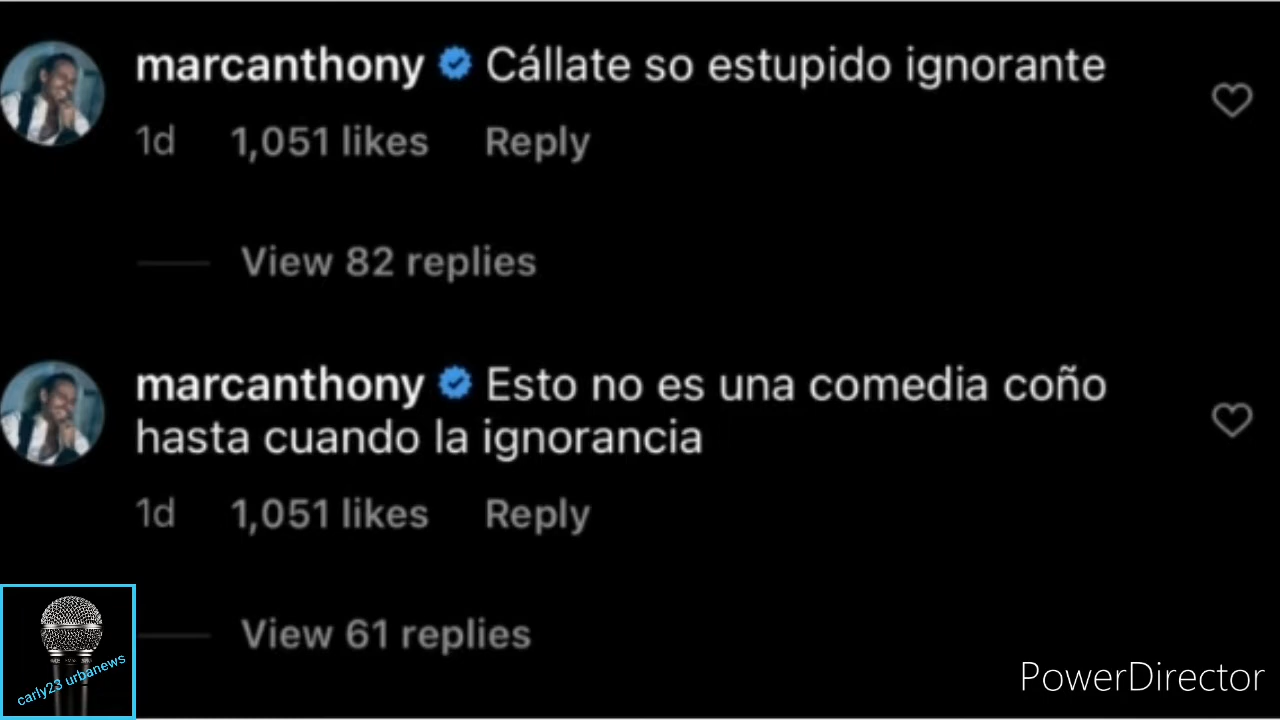 marcanthony Cállate so estupido ignorante
1d 1,051 likes Reply
View 82 replies
marcanthony Esto no es una comedia coño
hasta cuando la ignorancia
1d 1,051 likes Reply
View 61 replies
carly23 urbanews
PowerDirector